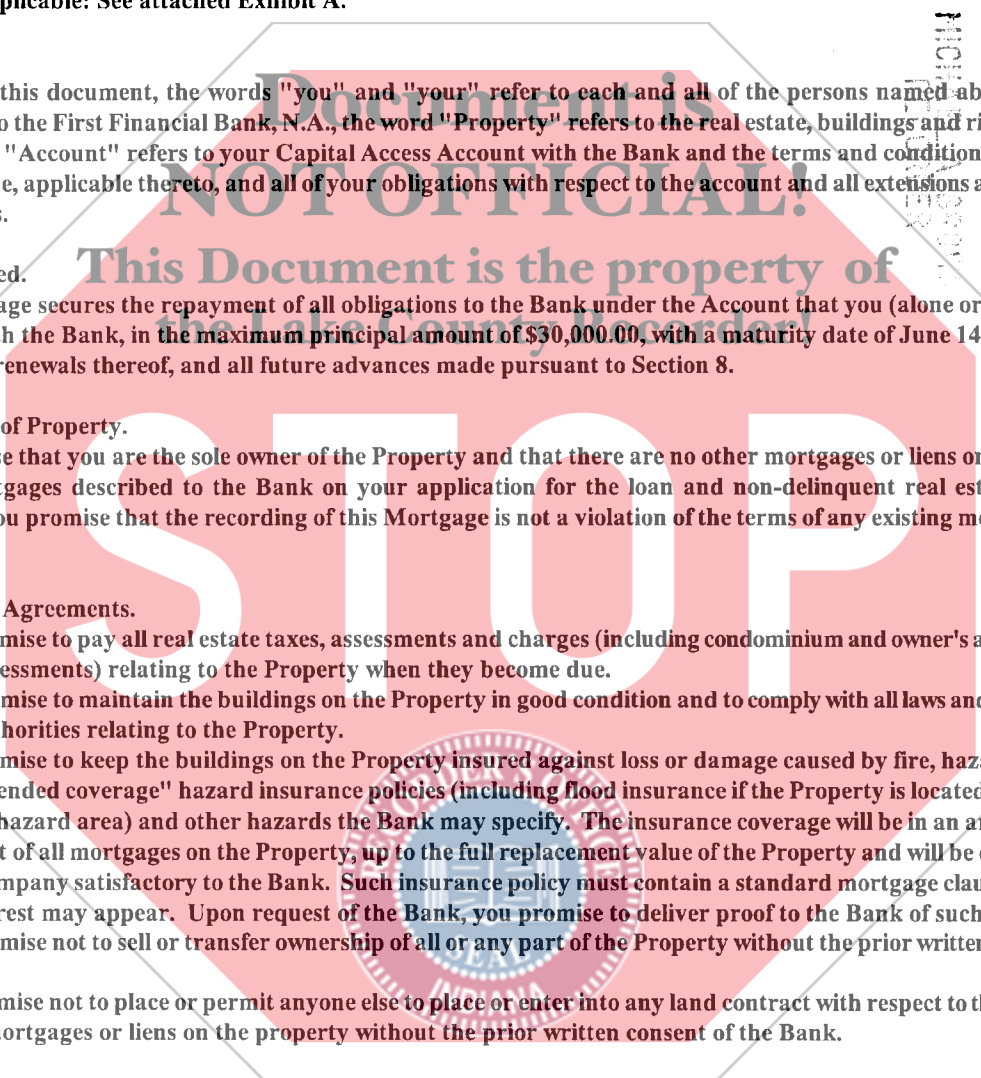 plicable: See attached Exhibit A.
this document, the words "you" and "your" refer to each and all of the persons named ab
o the First Financial Bank, N.A., the word "Property" refers to the real estate, buildings and ri
"Account" refers to your Capital Access Account with the Bank and the terms and condition
e, applicable thereto, and all of your obligations with respect to the account and all extensions a
s.
Document is
NOT OFFICIAL!
This Document is the property of
the Lake County Recorder!
ed.
age secures the repayment of all obligations to the Bank under the Account that you (alone or
h the Bank, in the maximum principal amount of $30,000.00, with a maturity date of June 14
renewals thereof, and all future advances made pursuant to Section 8.
of Property.
se that you are the sole owner of the Property and that there are no other mortgages or liens on
tgages described to the Bank on your application for the loan and non-delinquent real est
ou promise that the recording of this Mortgage is not a violation of the terms of any existing mo
STOP
Agreements.
mise to pay all real estate taxes, assessments and charges (including condominium and owner's a
essments) relating to the Property when they become due.
mise to maintain the buildings on the Property in good condition and to comply with all laws and
horities relating to the Property.
mise to keep the buildings on the Property insured against loss or damage caused by fire, haza
ended coverage" hazard insurance policies (including flood insurance if the Property is located
hazard area) and other hazards the Bank may specify. The insurance coverage will be in an a
t of all mortgages on the Property, up to the full replacement value of the Property and will be
mpany satisfactory to the Bank. Such insurance policy must contain a standard mortgage clau
rest may appear. Upon request of the Bank, you promise to deliver proof to the Bank of such
mise not to sell or transfer ownership of all or any part of the Property without the prior written
mise not to place or permit anyone else to place or enter into any land contract with respect to th
ortgages or liens on the property without the prior written consent of the Bank.
RECORDER'S OFFICE
SEAL
INDIANA